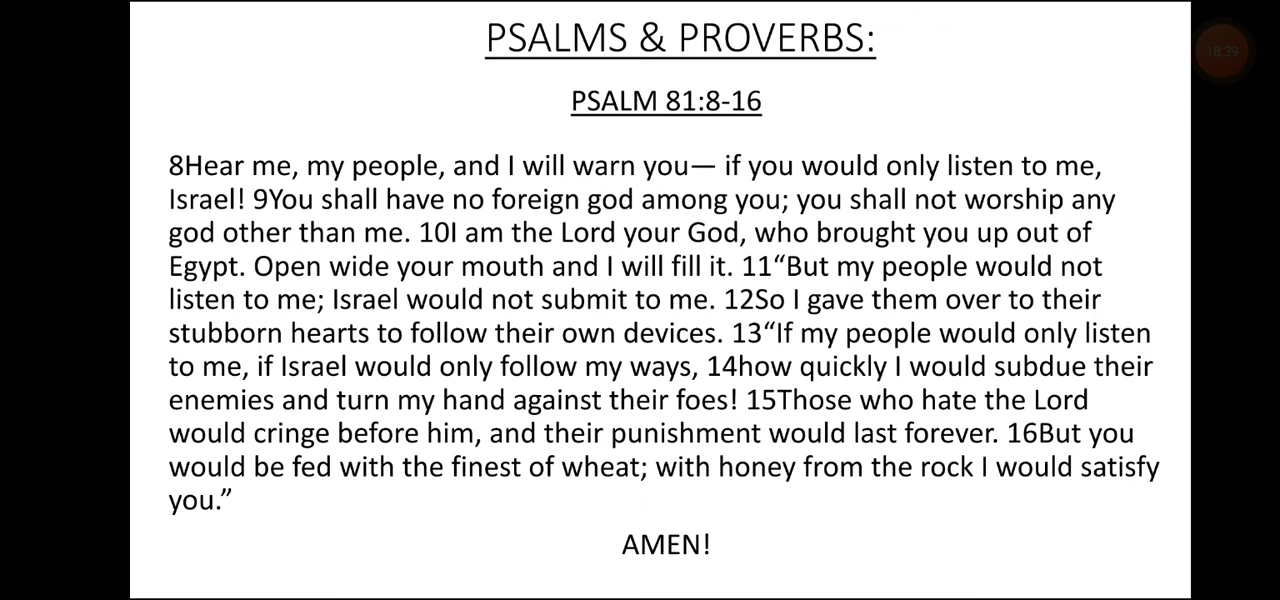 PSALMS & PROVERBS:
18:39
PSALM 81:8-16
8Hear me, my people, and I will warn you— if you would only listen to me,
Israel! 9You shall have no foreign god among you; you shall not worship any
god other than me. 10I am the Lord your God, who brought you up out of
Egypt. Open wide your mouth and I will fill it. 11“But my people would not
listen to me; Israel would not submit to me. 12So I gave them over to their
stubborn hearts to follow their own devices. 13“If my people would only listen
to me, if Israel would only follow my ways, 14how quickly I would subdue their
enemies and turn my hand against their foes! 15Those who hate the Lord
would cringe before him, and their punishment would last forever. 16But you
would be fed with the finest of wheat; with honey from the rock I would satisfy
you.”
AMEN!